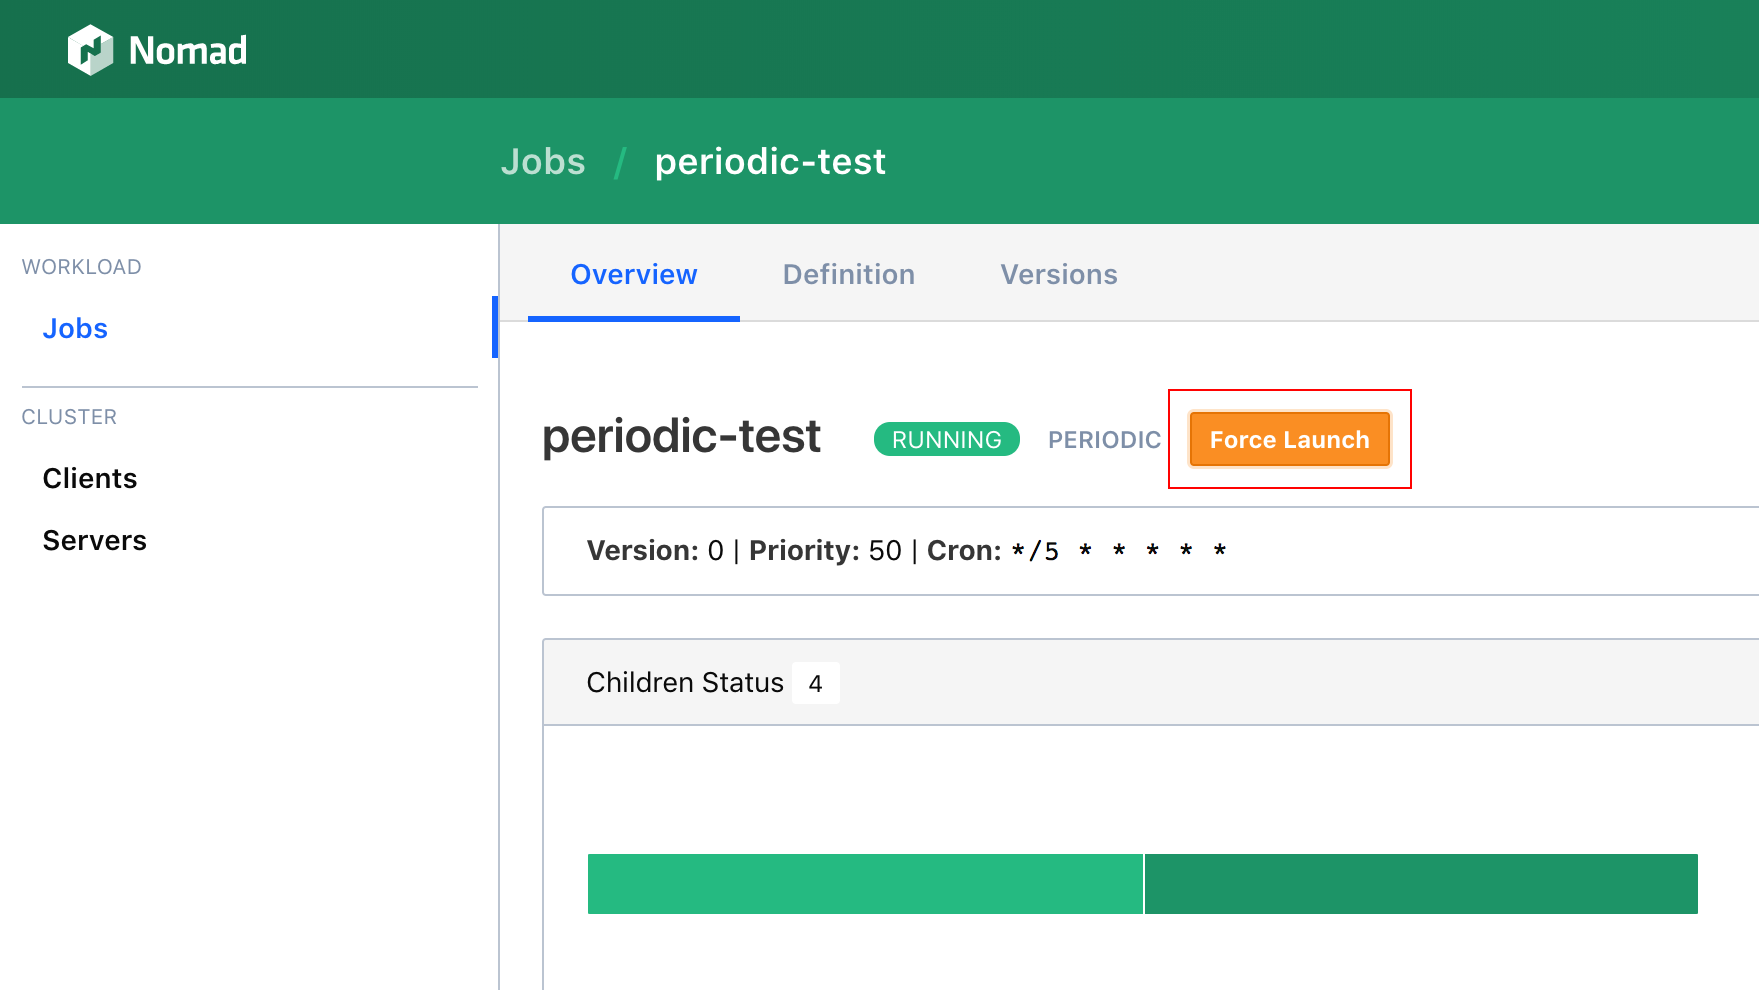 Nomad
Jobs / periodic-test
WORKLOAD
Jobs
CLUSTER
Clients
Servers
Overview Definition Versions
periodic-test RUNNING PERIODIC Force Launch
Version: 0 | Priority: 50 | Cron: */5 * * * * *
Children Status 4